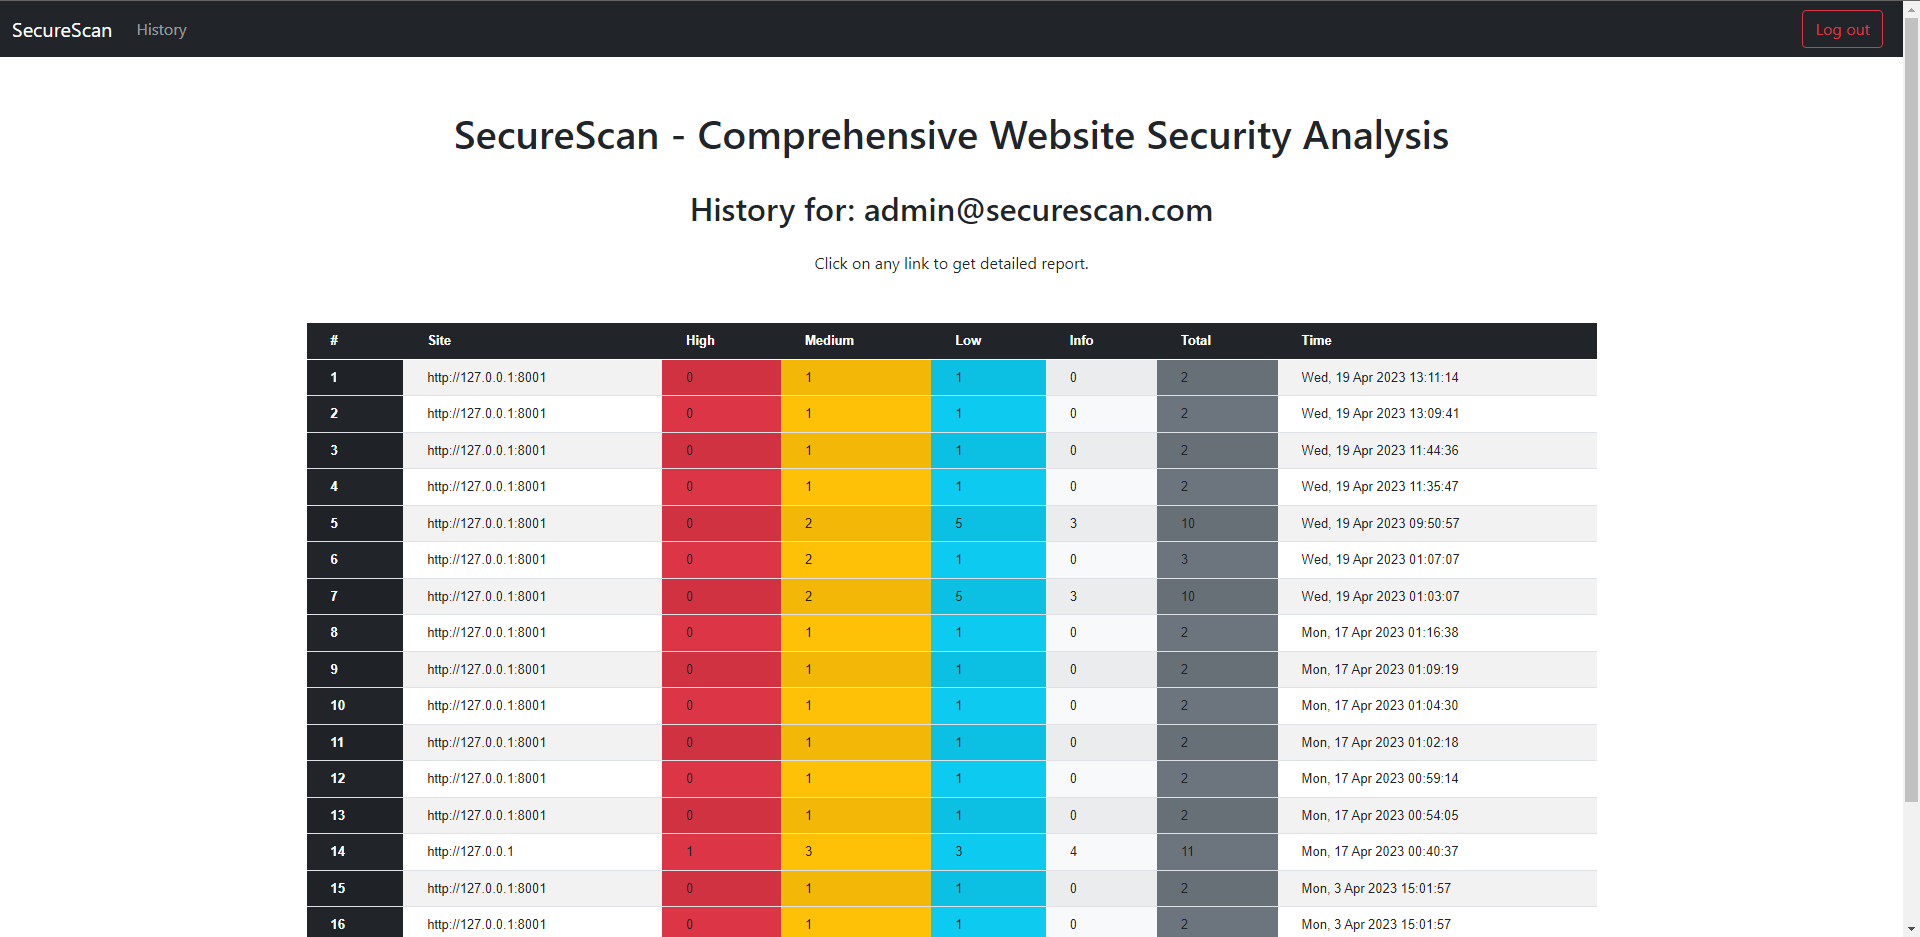 SecureScan History Log out
SecureScan - Comprehensive Website Security Analysis
History for: admin@securescan.com
Click on any link to get detailed report.
# Site High Medium Low Info Total Time
1 http://127.0.0.1:8001 0 1 1 0 2 Wed, 19 Apr 2023 13:11:14
2 http://127.0.0.1:8001 0 1 1 0 2 Wed, 19 Apr 2023 13:09:41
3 http://127.0.0.1:8001 0 1 1 0 2 Wed, 19 Apr 2023 11:44:36
4 http://127.0.0.1:8001 0 1 1 0 2 Wed, 19 Apr 2023 11:35:47
5 http://127.0.0.1:8001 0 2 5 3 10 Wed, 19 Apr 2023 09:50:57
6 http://127.0.0.1:8001 0 2 1 0 3 Wed, 19 Apr 2023 01:07:07
7 http://127.0.0.1:8001 0 2 5 3 10 Wed, 19 Apr 2023 01:03:07
8 http://127.0.0.1:8001 0 1 1 0 2 Mon, 17 Apr 2023 01:16:38
9 http://127.0.0.1:8001 0 1 1 0 2 Mon, 17 Apr 2023 01:09:19
10 http://127.0.0.1:8001 0 1 1 0 2 Mon, 17 Apr 2023 01:04:30
11 http://127.0.0.1:8001 0 1 1 0 2 Mon, 17 Apr 2023 01:02:18
12 http://127.0.0.1:8001 0 1 1 0 2 Mon, 17 Apr 2023 00:59:14
13 http://127.0.0.1:8001 0 1 1 0 2 Mon, 17 Apr 2023 00:54:05
14 http://127.0.0.1 1 3 3 4 11 Mon, 17 Apr 2023 00:40:37
15 http://127.0.0.1:8001 0 1 1 0 2 Mon, 3 Apr 2023 15:01:57
16 http://127.0.0.1:8001 0 1 1 0 2 Mon, 3 Apr 2023 15:01:57